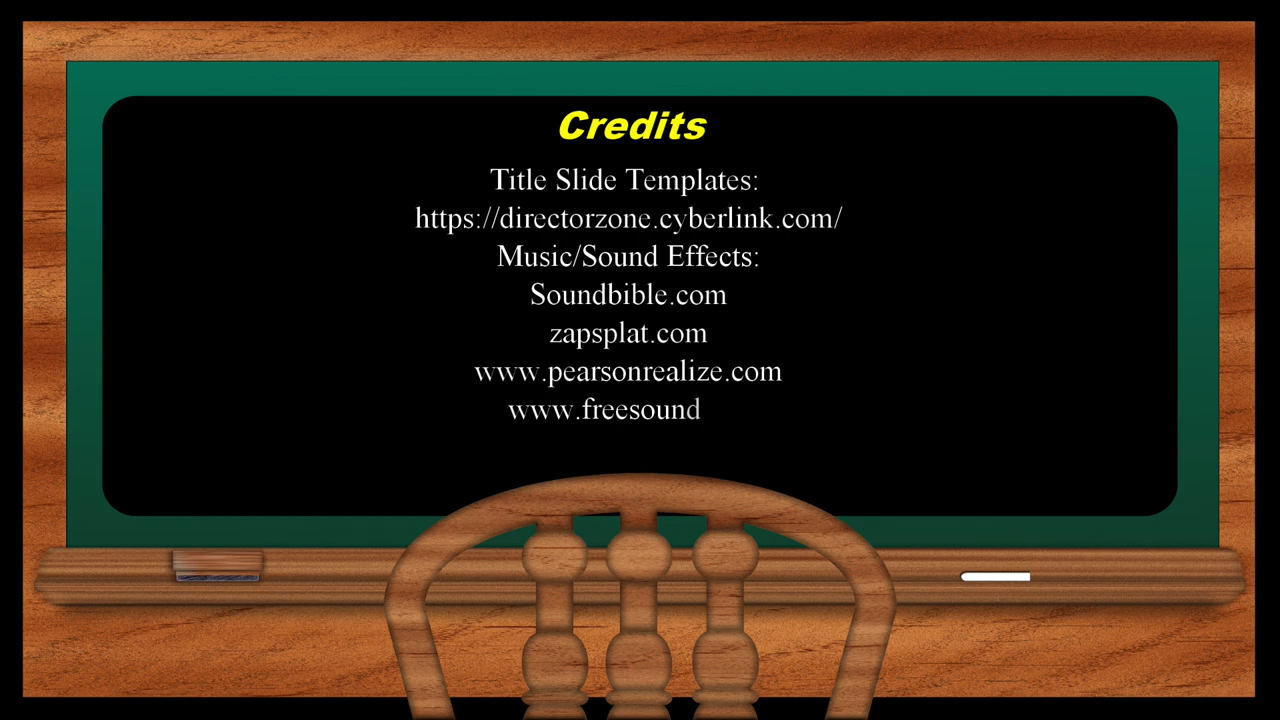 Credits
Title Slide Templates:
https://directorzone.cyberlink.com/
Music/Sound Effects:
Soundbible.com
zapsplat.com
www.pearsonrealize.com
www.freesound